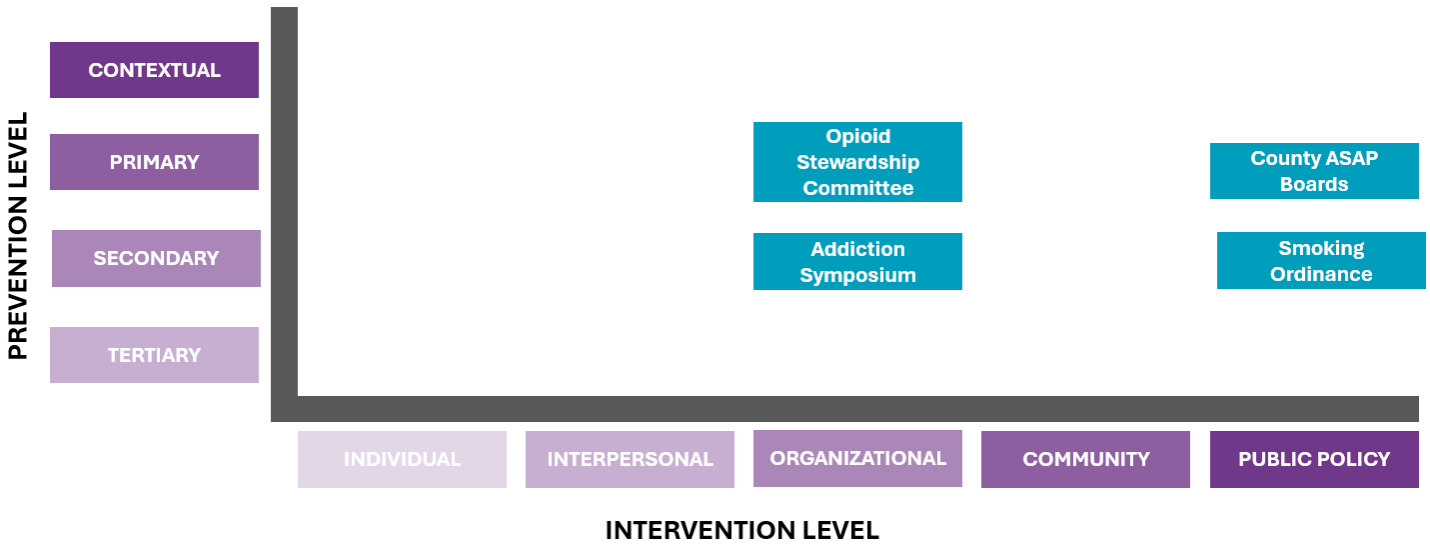 PREVENTION LEVEL
CONTEXTUAL
PRIMARY
SECONDARY
TERTIARY
Opioid
Stewardship
Committee
County ASAP
Boards
Addiction
Symposium
Smoking
Ordinance
INDIVIDUAL
INTERPERSONAL
ORGANIZATIONAL
COMMUNITY
PUBLIC POLICY
INTERVENTION LEVEL